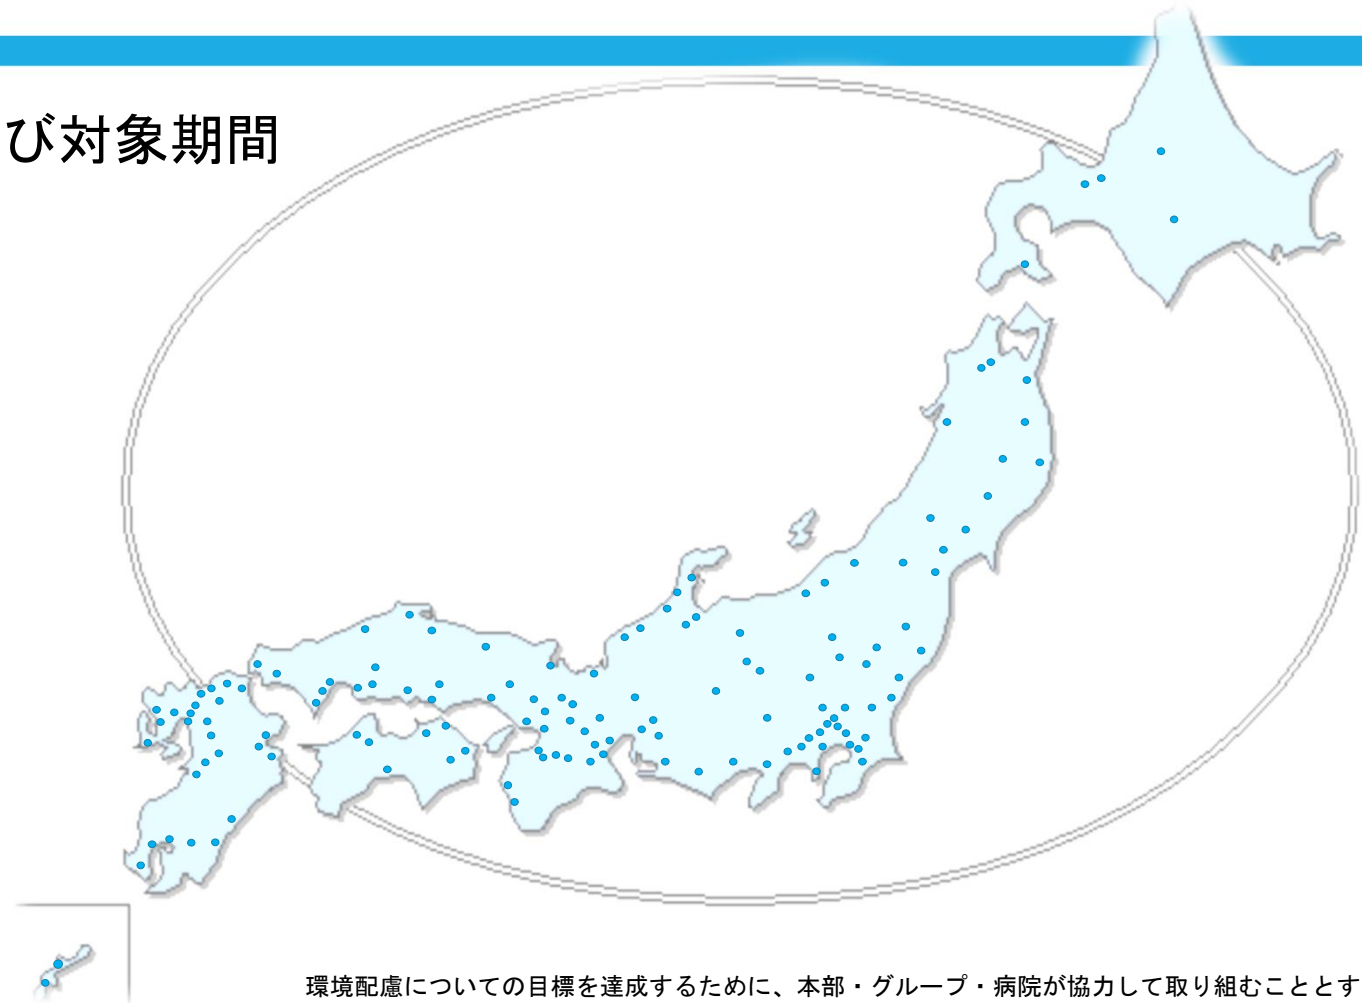 び対象期間
環境配慮についての目標を達成するために、本部・グループ・病院が協力して取り組むこととす